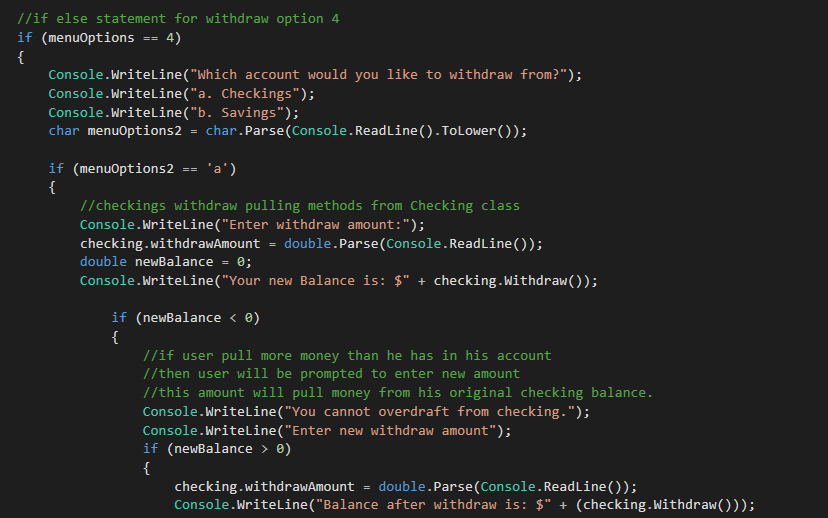 //if else statement for withdraw option 4
if (menuOptions == 4)
{
    Console.WriteLine("Which account would you like to withdraw from?");
    Console.WriteLine("a. Checkings");
    Console.WriteLine("b. Savings");
    char menuOptions2 = char.Parse(Console.ReadLine().ToLower());
    if (menuOptions2 == 'a')
    {
        //checkings withdraw pulling methods from Checking class
        Console.WriteLine("Enter withdraw amount:");
        checking.withdrawAmount = double.Parse(Console.ReadLine());
        double newBalance = 0;
        Console.WriteLine("Your new Balance is: $" + checking.Withdraw());
            if (newBalance < 0)
            {
                //if user pull more money than he has in his account
                //then user will be prompted to enter new amount
                //this amount will pull money from his original checking balance.
                Console.WriteLine("You cannot overdraft from checking.");
                Console.WriteLine("Enter new withdraw amount");
                if (newBalance > 0)
                {
                    checking.withdrawAmount = double.Parse(Console.ReadLine());
                    Console.WriteLine("Balance after withdraw is: $" + (checking.Withdraw()));